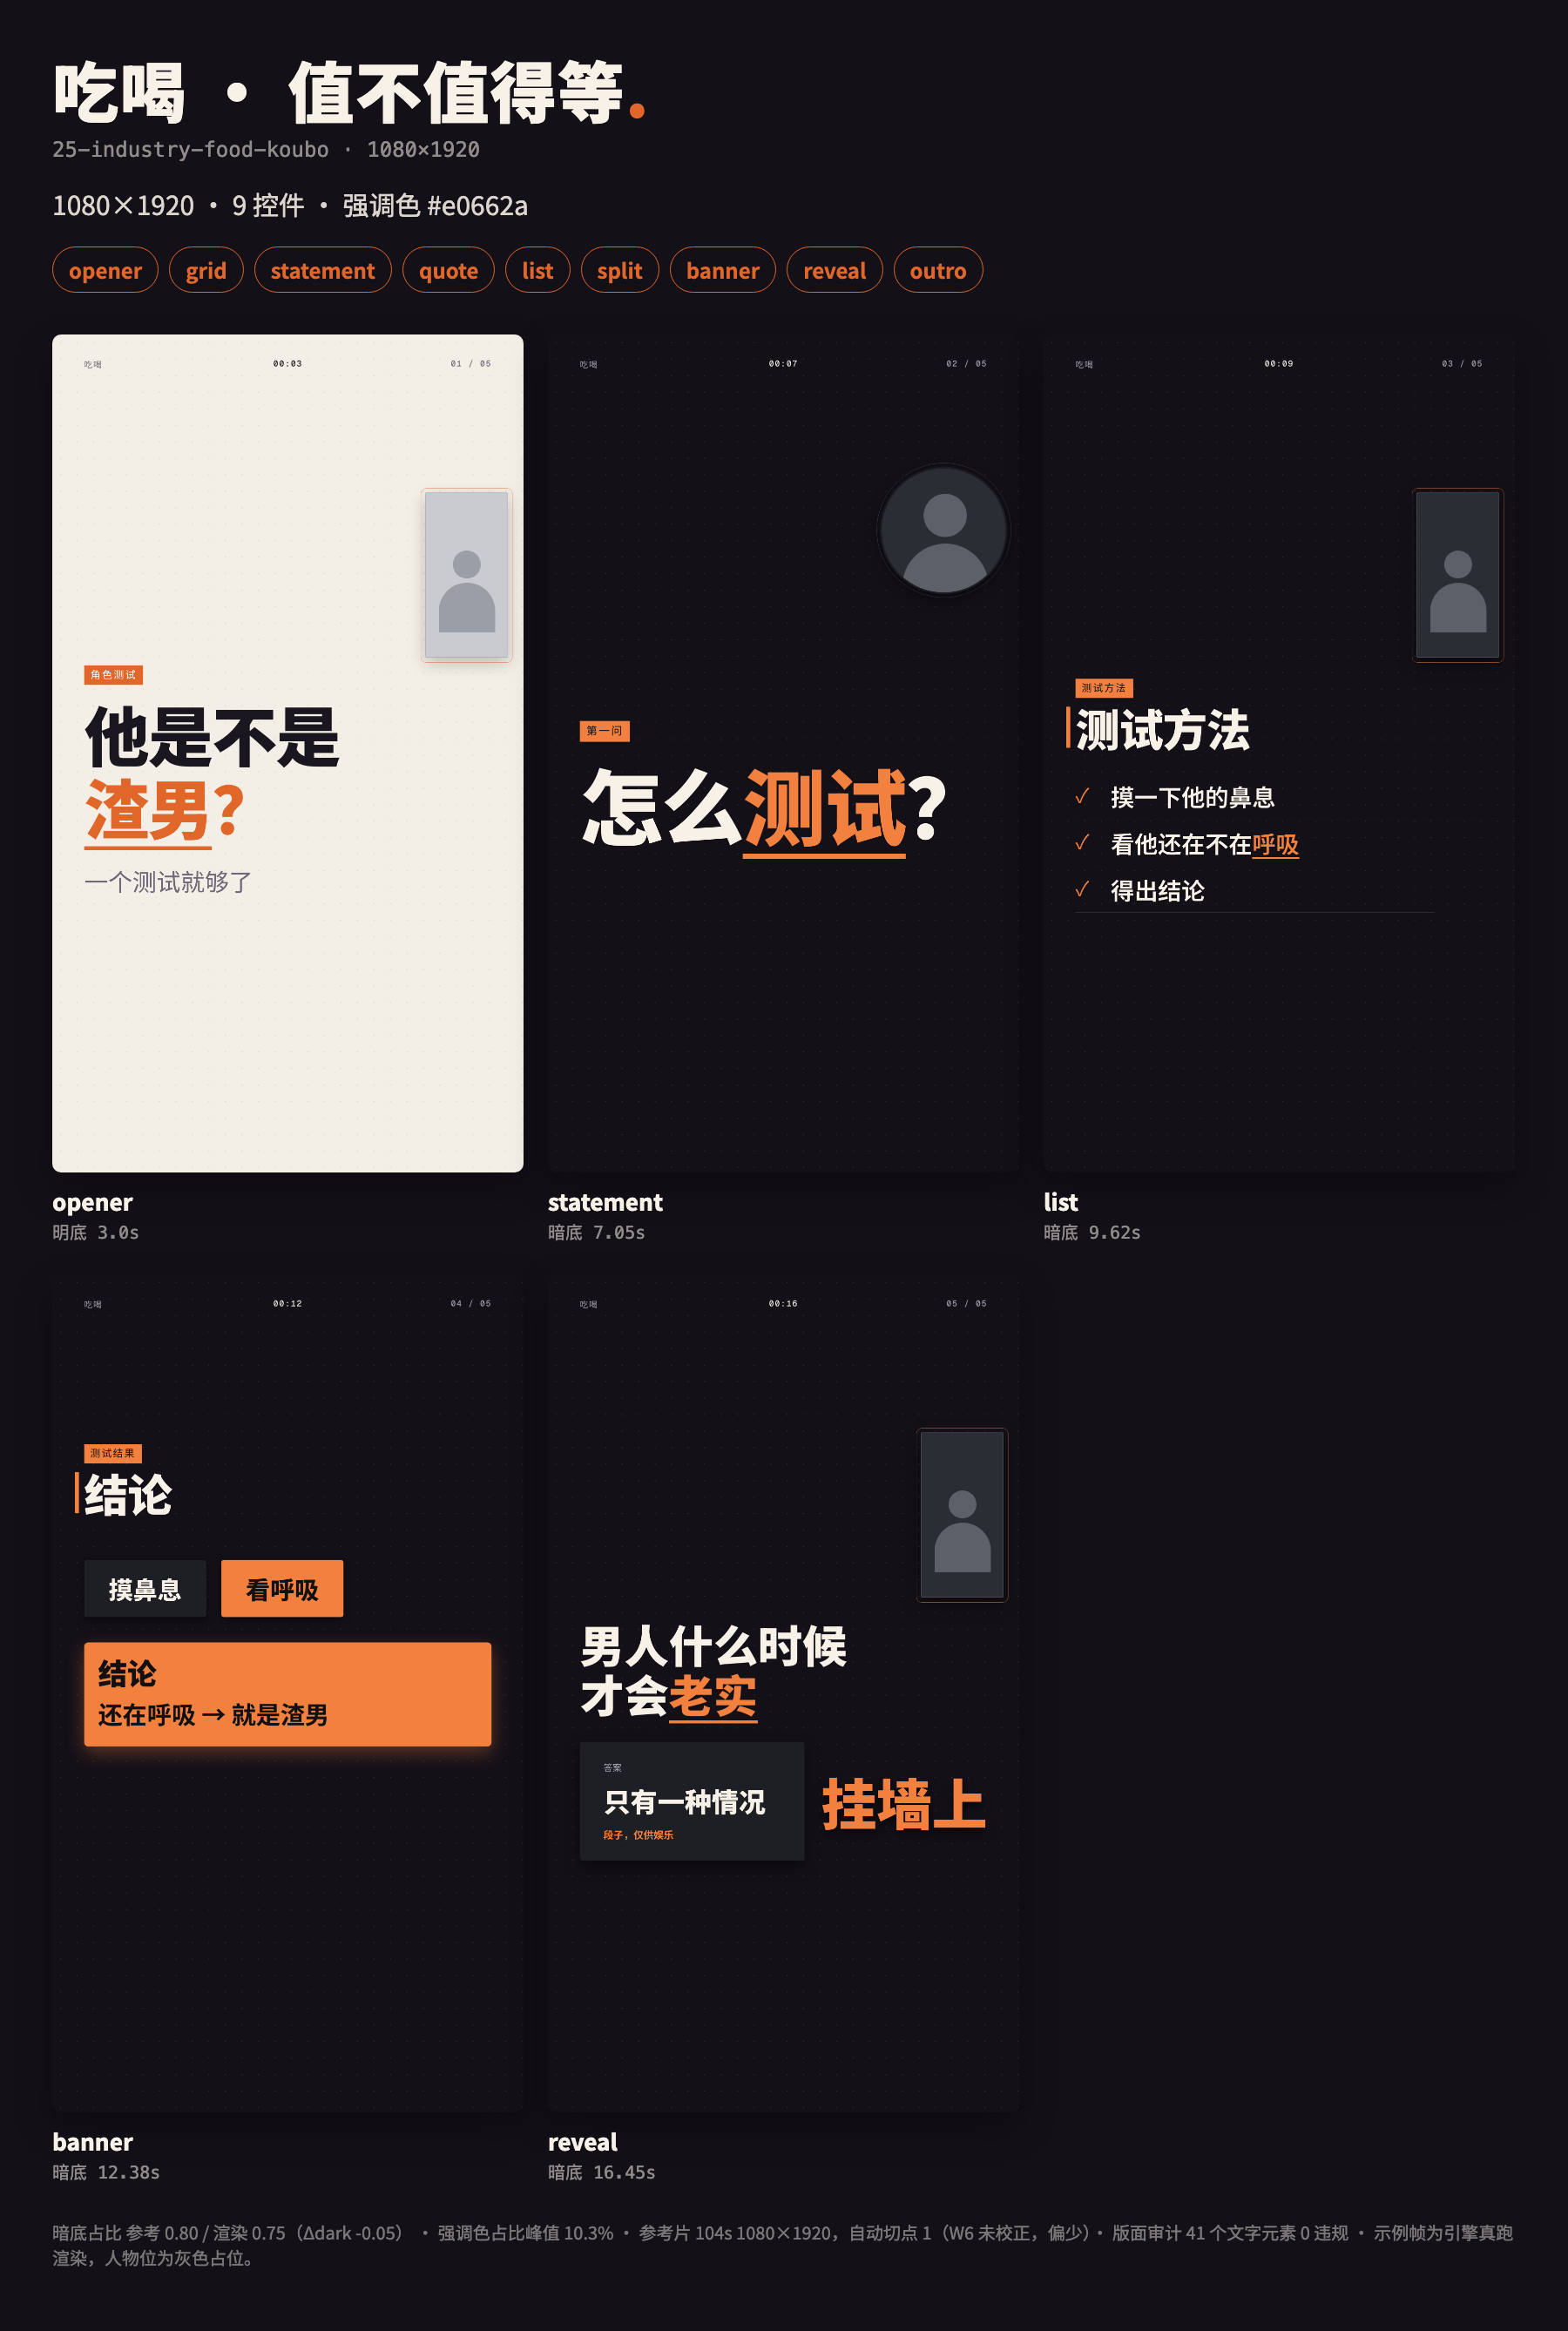 吃喝 · 值不值得等.
25-industry-food-koubo · 1080×1920
1080×1920 · 9 控件 · 强调色 #e0662a
opener grid statement quote list split banner reveal outro
吃喝 00:03 01 / 05
角色测试
他是不是
渣男?
一个测试就够了
opener
明底 3.0s
吃喝 00:07 02 / 05
第一问
怎么测试?
statement
暗底 7.05s
吃喝 00:09 03 / 05
测试方法
测试方法
✓ 摸一下他的鼻息
✓ 看他还在不在呼吸
✓ 得出结论
list
暗底 9.62s
吃喝 00:12 04 / 05
测试结果
结论
摸鼻息 看呼吸
结论
还在呼吸 → 就是渣男
banner
暗底 12.38s
吃喝 00:16 05 / 05
男人什么时候
才会老实
答案
只有一种情况
段子，仅供娱乐
挂墙上
reveal
暗底 16.45s
暗底占比 参考 0.80 / 渲染 0.75（Δdark -0.05） · 强调色占比峰值 10.3% · 参考片 104s 1080×1920，自动切点 1（W6 未校正，偏少）· 版面审计 41 个文字元素 0 违规 · 示例帧为引擎真跑
渲染，人物位为灰色占位。